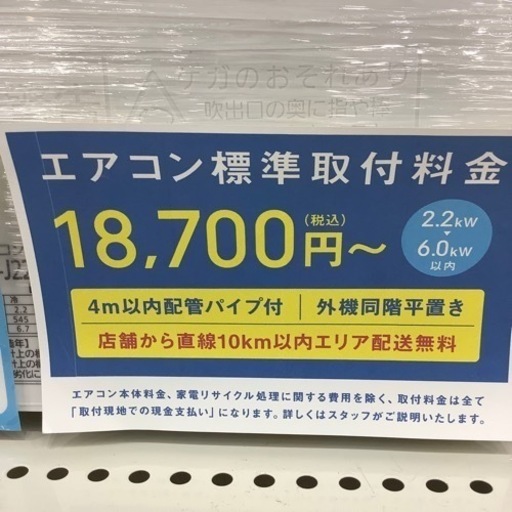 ケガのおそれあり
吹出口の奥に指や棒
エアコン標準取付料金
18,700円～
(税込)
2.2kW
6.0kW
以内
4m以内配管パイプ付
外機同階平置き
店舗から直線10km以内エリア配送無料
エアコン本体料金、家電リサイクル処理に関する費用を除く、取付料金は全て
「取付現地での現金支払い」になります。詳しくはスタッフがご説明いたします。
冷
2.2
545
6.7